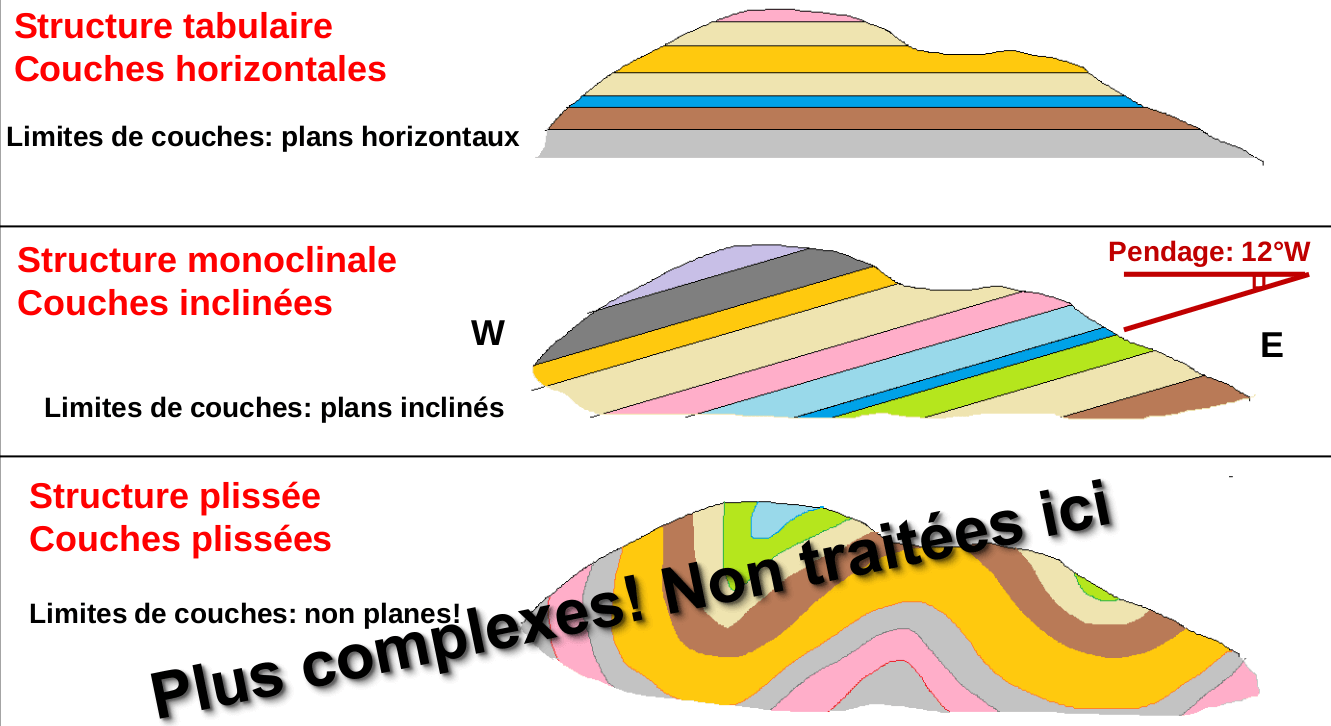 Structure tabulaire
Couches horizontales
Limites de couches: plans horizontaux
Structure monoclinale
Couches inclinées
Pendage: 12°W
W
E
Limites de couches: plans inclinés
Structure plissée
Couches plissées
Limites de couches: non planes!
Plus complexes! Non traitées ici